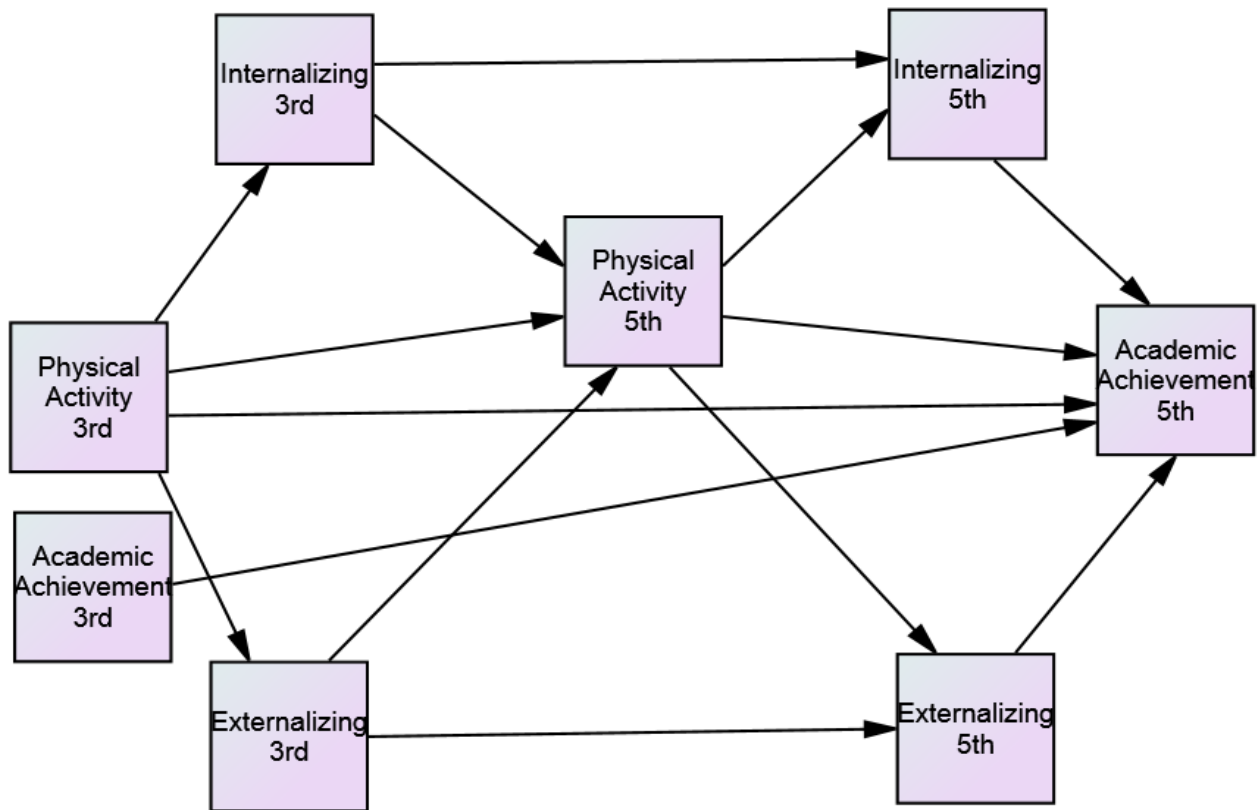 Internalizing
3rd
Internalizing
5th
Physical
Activity
5th
Physical
Activity
3rd
Academic
Achievement
5th
Academic
Achievement
3rd
Externalizing
3rd
Externalizing
5th